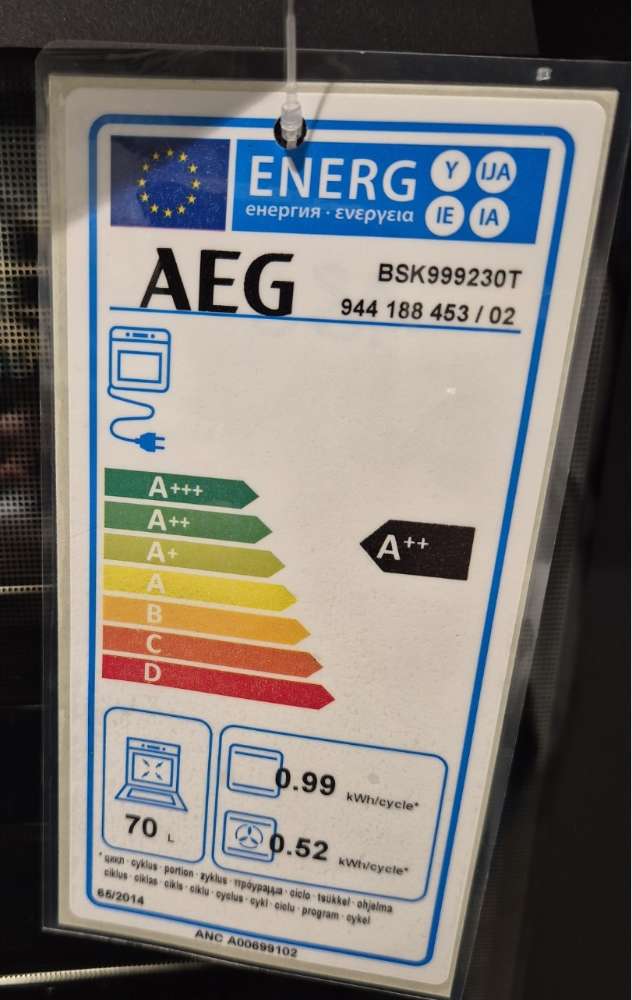 ENERG Y IJA
енергия · ενεργεια IE IA
AEG
BSK999230T
944 188 453 / 02
A+++
A++
A+
A
B
C
D
A++
70 L
0.99 kWh/cycle*
0.52 kWh/cycle*
* цикл · cyklus · portion · zyklus · πρόγραμμα · ciclo · tsükkel · ohjelma
ciklus · ciklas · cikls · ciklu · cyclus · cykl · ciclu · program · cykel
65/2014
ANC A00699102